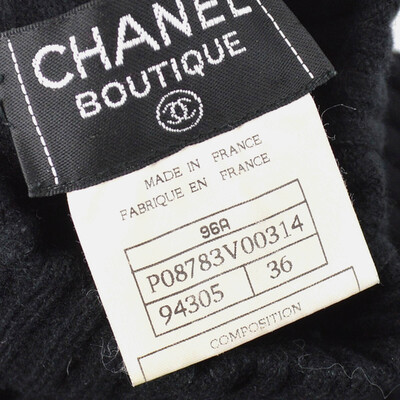 CHANEL
BOUTIQUE
MADE IN FRANCE
FABRIQUE EN FRANCE
96A
P08783V00314
94305 36
COMPOSITION